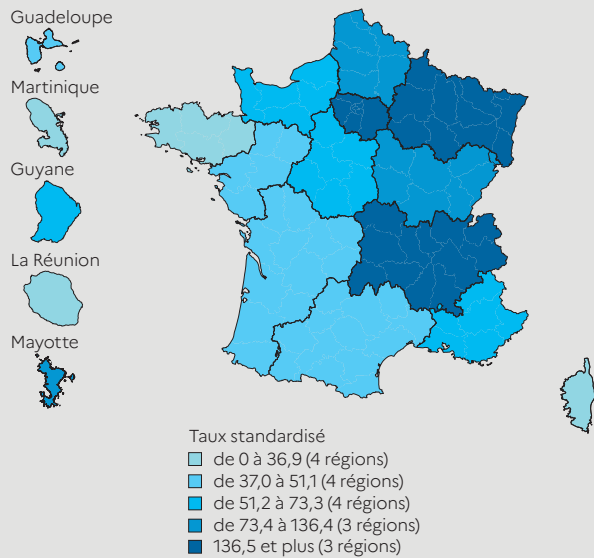 Guadeloupe
Martinique
Guyane
La Réunion
Mayotte
Taux standardisé
de 0 à 36,9 (4 régions)
de 37,0 à 51,1 (4 régions)
de 51,2 à 73,3 (4 régions)
de 73,4 à 136,4 (3 régions)
136,5 et plus (3 régions)